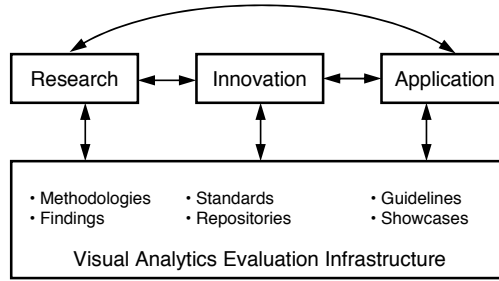 Research Innovation Application
• Methodologies • Standards • Guidelines
• Findings • Repositories • Showcases
Visual Analytics Evaluation Infrastructure